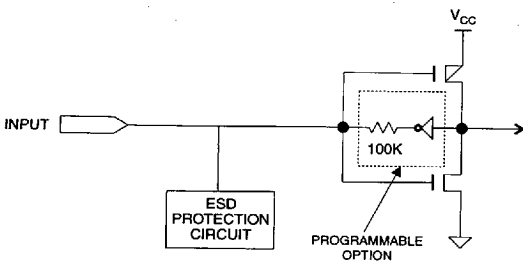 VCC
INPUT
100K
ESD
PROTECTION
CIRCUIT
PROGRAMMABLE
OPTION